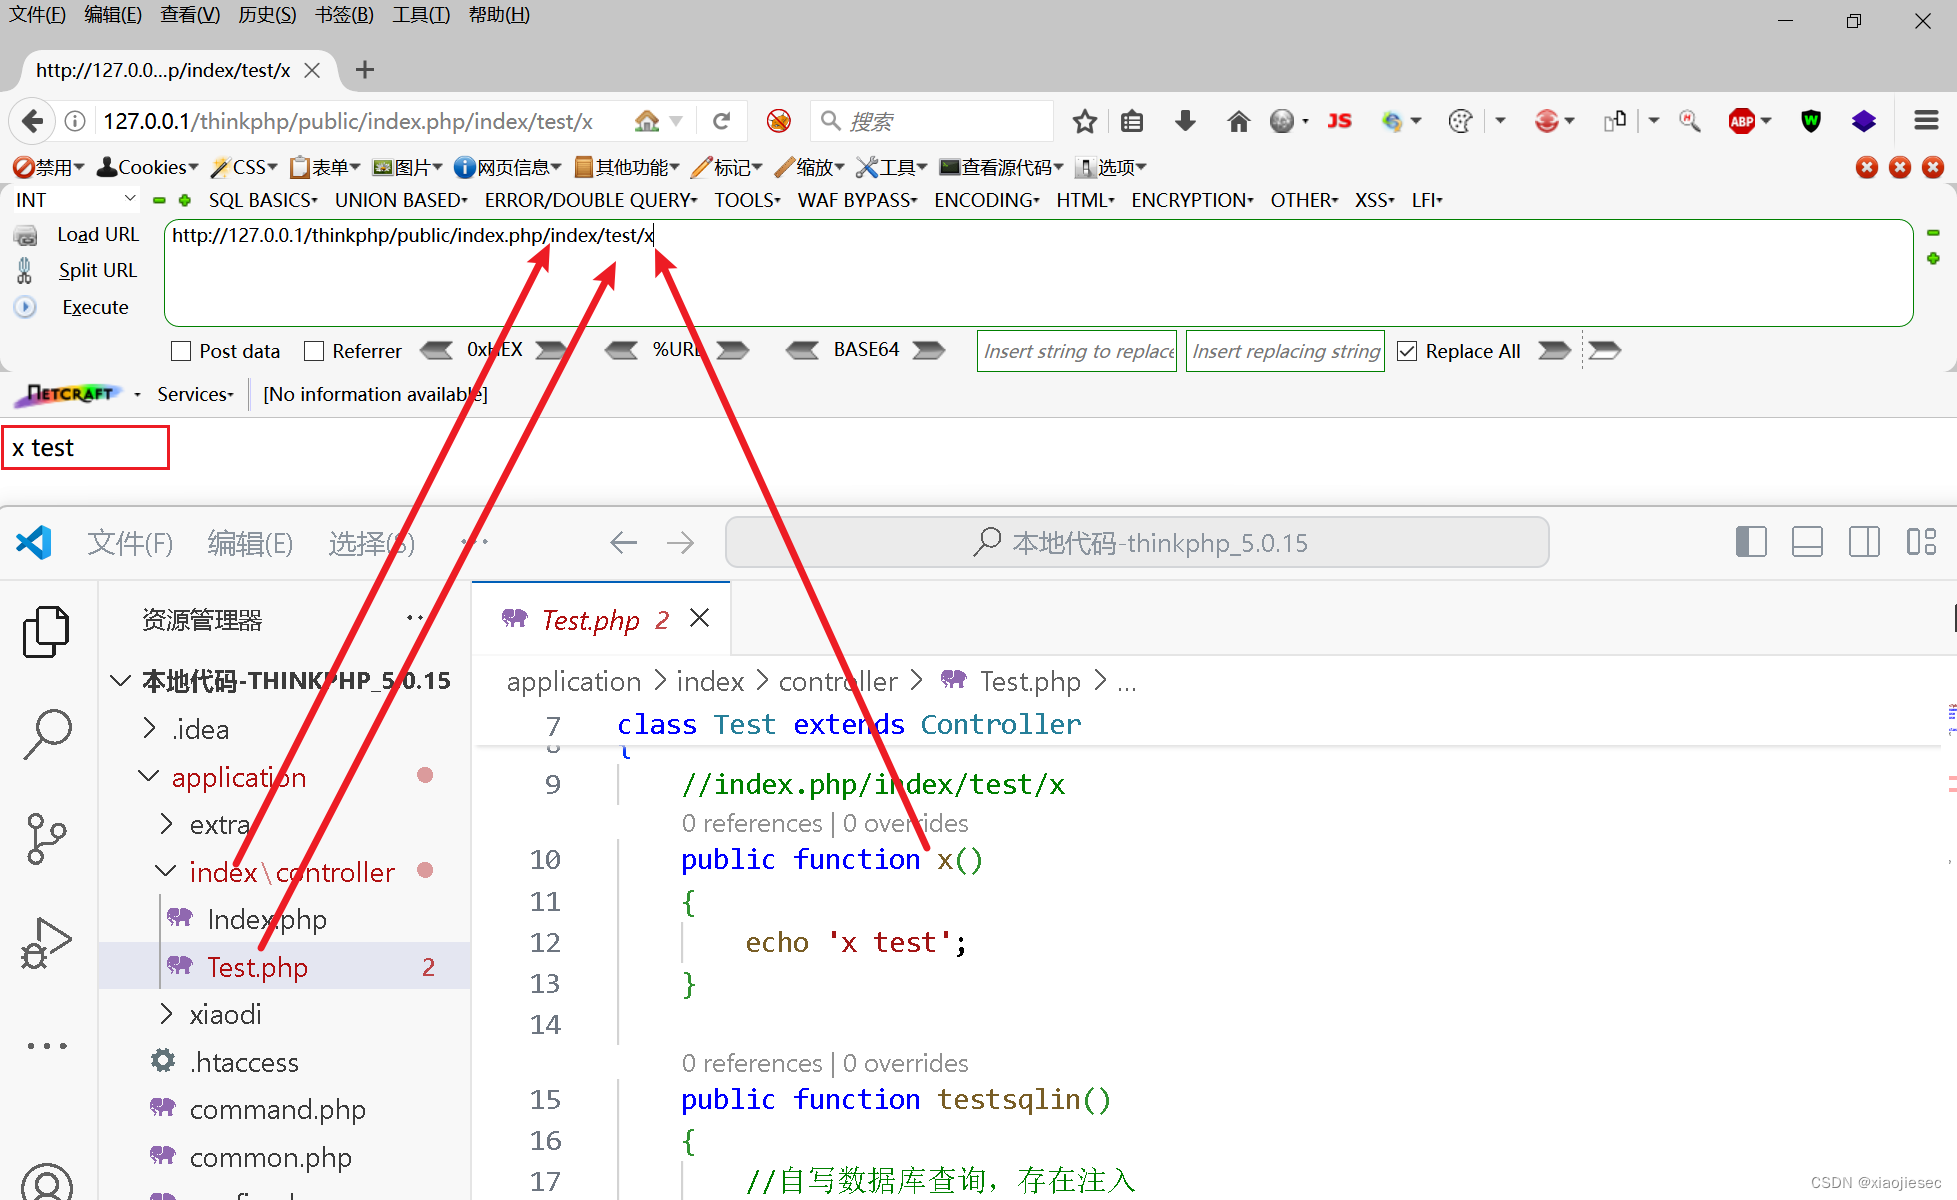 文件(F) 编辑(E) 查看(V) 历史(S) 书签(B) 工具(T) 帮助(H)
http://127.0.0...p/index/test/x
127.0.0.1/thinkphp/public/index.php/index/test/x 搜索 JS ABP W
禁用 Cookies CSS 表单 图片 网页信息 其他功能 标记 缩放 工具 查看源代码 选项
INT SQL BASICS UNION BASED ERROR/DOUBLE QUERY TOOLS WAF BYPASS ENCODING HTML ENCRYPTION OTHER XSS LFI
Load URL http://127.0.0.1/thinkphp/public/index.php/index/test/x
Split URL
Execute
Post data Referrer 0xHEX %URL BASE64 Insert string to replace Insert replacing string Replace All
NETCRAFT Services [No information available]
x test
文件(F) 编辑(E) 选择(S) ... 本地代码-thinkphp_5.0.15
资源管理器 Test.php 2
本地代码-THINKPHP_5.0.15 application > index > controller > Test.php > ...
7 class Test extends Controller
.idea
8 {
application 9 //index.php/index/test/x
extra 0 references | 0 overrides
index\controller 10 public function x()
Index.php 11 {
12 echo 'x test';
Test.php 2
13 }
xiaodi 14
.htaccess 0 references | 0 overrides
command.php 15 public function testsqlin()
16 {
common.php
17 //自写数据库查询，存在注入
CSDN @xiaojiesec